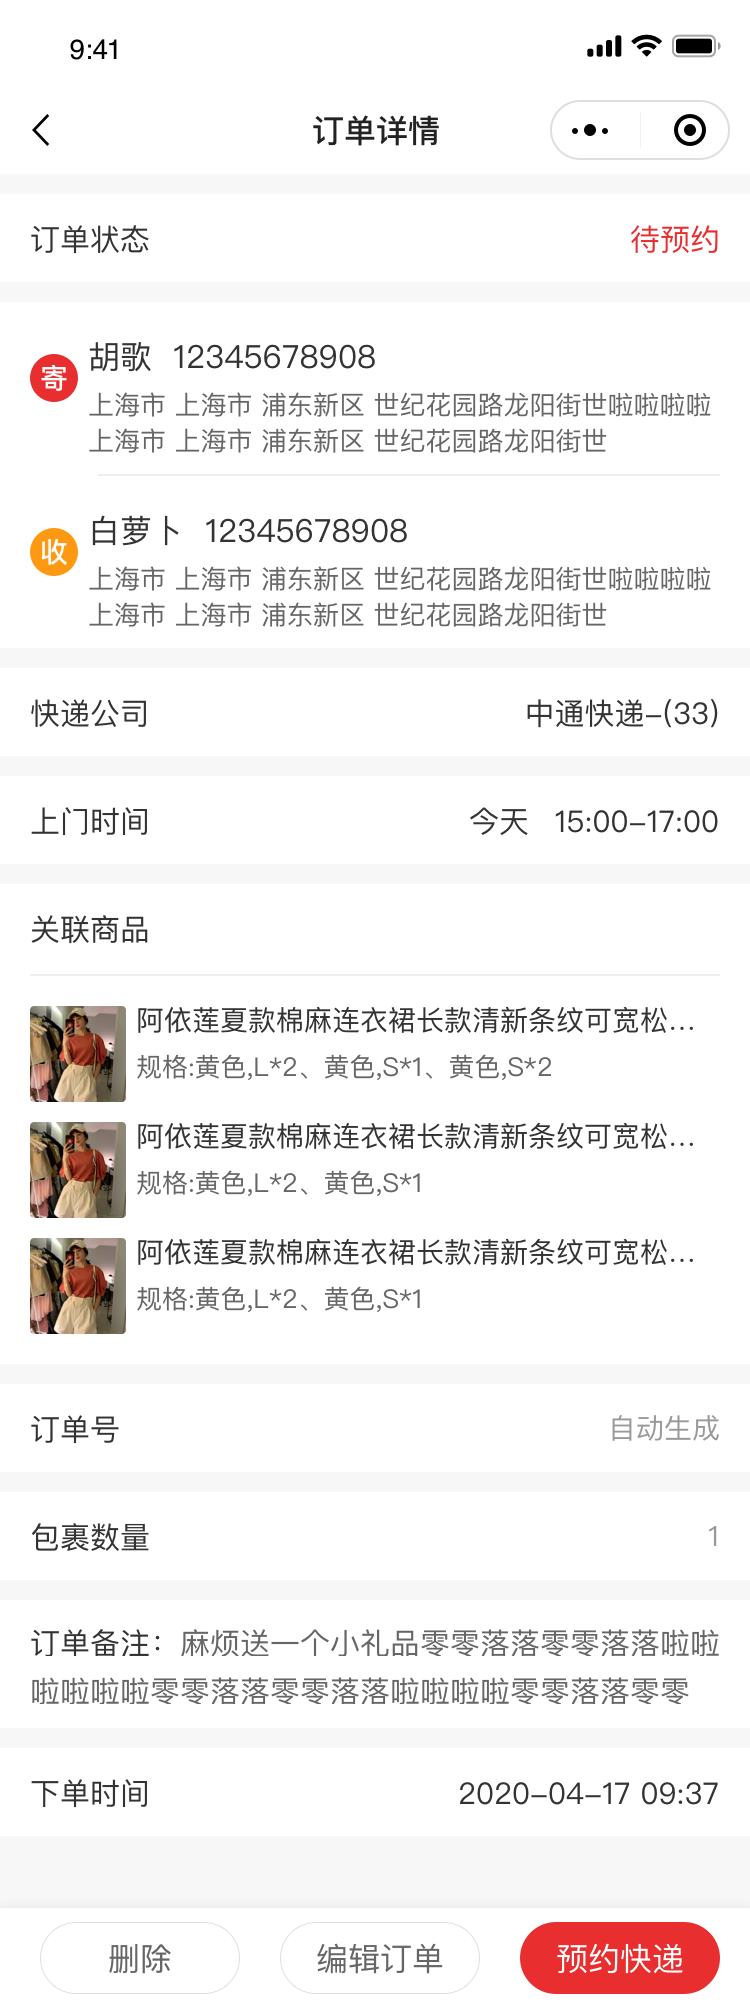 9:41
订单详情
订单状态 待预约
寄 胡歌 12345678908
上海市 上海市 浦东新区 世纪花园路龙阳街世啦啦啦啦
上海市 上海市 浦东新区 世纪花园路龙阳街世
收 白萝卜 12345678908
上海市 上海市 浦东新区 世纪花园路龙阳街世啦啦啦啦
上海市 上海市 浦东新区 世纪花园路龙阳街世
快递公司 中通快递-(33)
上门时间 今天 15:00-17:00
关联商品
阿依莲夏款棉麻连衣裙长款清新条纹可宽松...
规格:黄色,L*2、黄色,S*1、黄色,S*2
阿依莲夏款棉麻连衣裙长款清新条纹可宽松...
规格:黄色,L*2、黄色,S*1
阿依莲夏款棉麻连衣裙长款清新条纹可宽松...
规格:黄色,L*2、黄色,S*1
订单号 自动生成
包裹数量 1
订单备注：麻烦送一个小礼品零零落落零零落落啦啦
啦啦啦啦零零落落零零落落啦啦啦啦零零落落零零
下单时间 2020-04-17 09:37
删除 编辑订单 预约快递